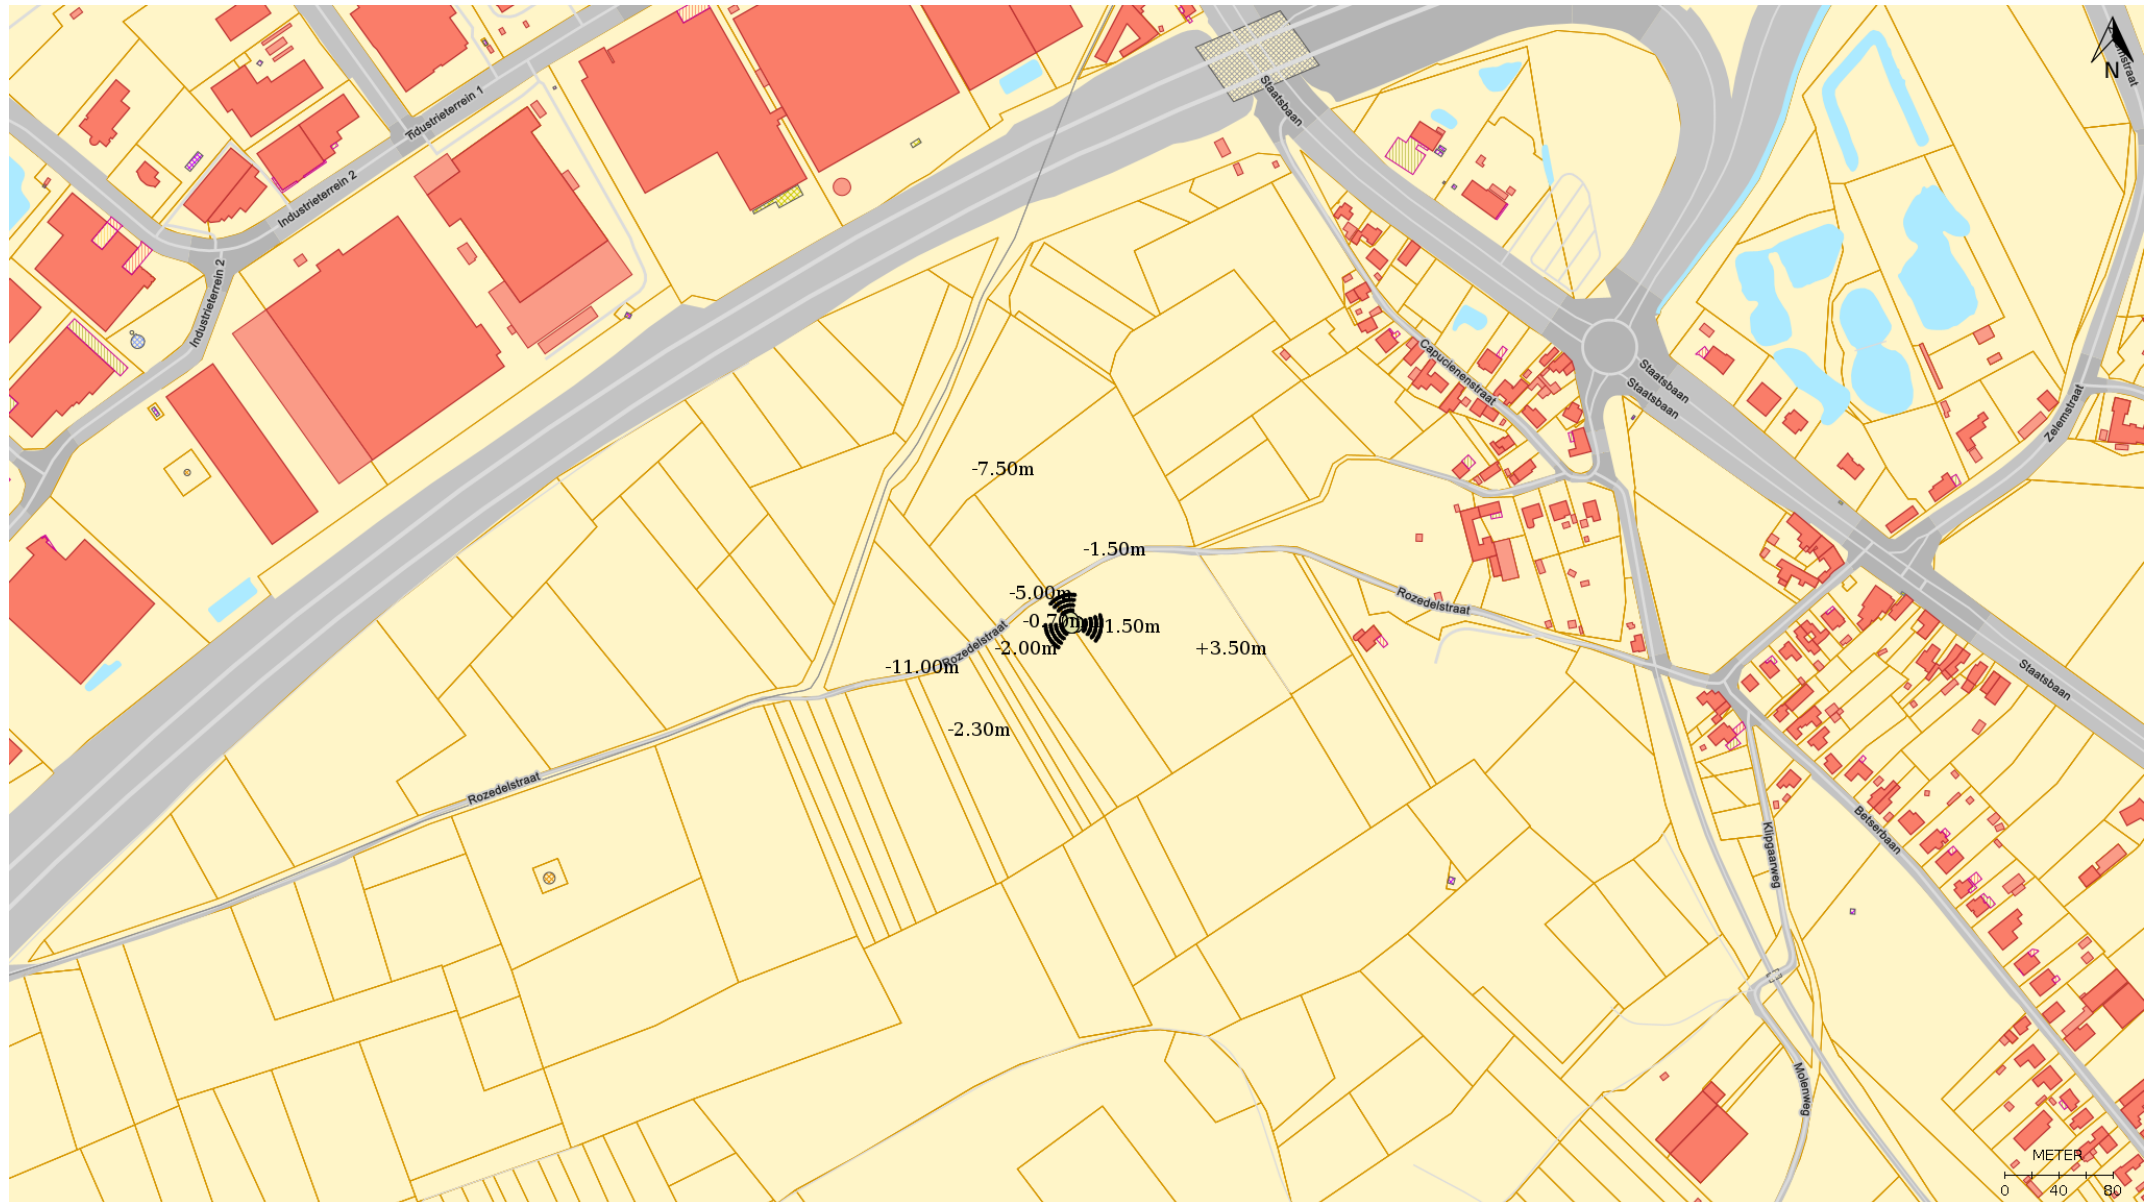 N
Zelemstraat
Staatsbaan
Industrieterrein 1
Industrieterrein 2
Industrieterrein 2
Capucienenstraat
Staatsbaan
Staatsbaan
Zelemstraat
-7.50m
-1.50m
-5.00m
Rozedelstraat
-0.70m
1.50m
-2.00m
+3.50m
Rozedelstraat
-11.00m
-2.30m
Staatsbaan
Rozedelstraat
Betserbaan
Klipgaarweg
Molenweg
METER
0 40 80